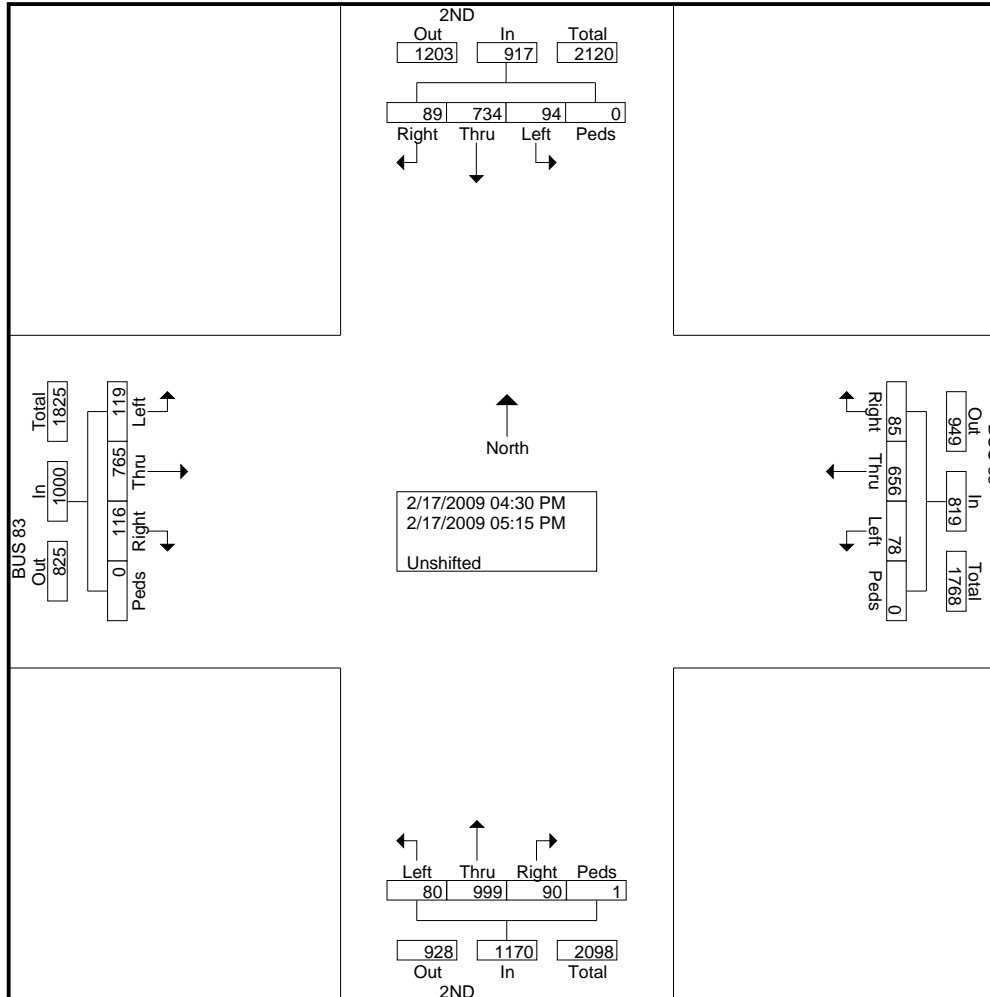 2ND
Out In Total
1203 917 2120
89 734 94 0
Right Thru Left Peds
BUS 83
Out In Total
825 1000 1825
Left Thru Right Peds
119 765 116 0
North
2/17/2009 04:30 PM
2/17/2009 05:15 PM
Unshifted
Out In Total
949 819 1768
85 656 78 0
Right Thru Left Peds
Left Thru Right Peds
80 999 90 1
928 1170 2098
Out In Total
2ND